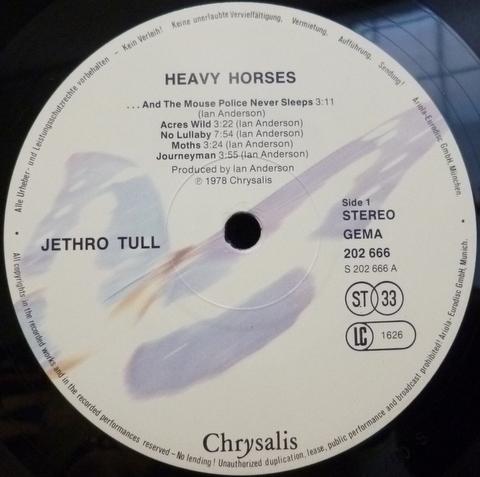 Alle Urheber- und Leistungsschutzrechte vorbehalten - Kein Verleih! Keine unerlaubte Vervielfältigung, Vermietung, Aufführung, Sendung! Ariola-Eurodisc GmbH, München.
HEAVY HORSES
...And The Mouse Police Never Sleeps 3:11
(Ian Anderson)
Acres Wild 3:22 (Ian Anderson)
No Lullaby 7:54 (Ian Anderson)
Moths 3:24 (Ian Anderson)
Journeyman 3:55 (Ian Anderson)
Produced by Ian Anderson
℗ 1978 Chrysalis
JETHRO TULL
Side 1
STEREO
GEMA
202 666
S 202 666 A
ST 33
LC 1626
Chrysalis
All copyrights in the recorded works and in the recorded performances reserved - No lending! Unauthorized duplication, lease, public performance and broadcast prohibited! Ariola-Eurodisc GmbH, Munich.